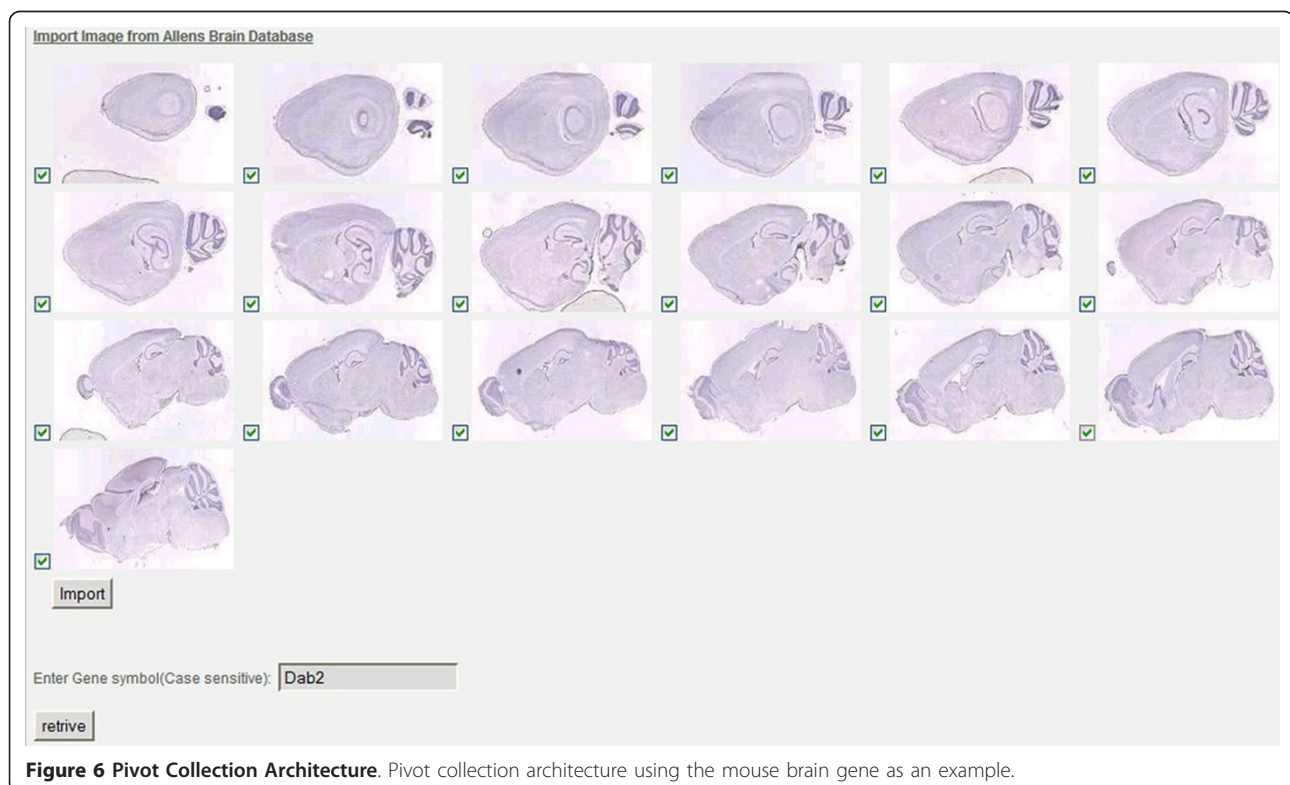 Import Image from Allens Brain Database
Import
Enter Gene symbol(Case sensitive): Dab2
retrive
Figure 6 Pivot Collection Architecture. Pivot collection architecture using the mouse brain gene as an example.